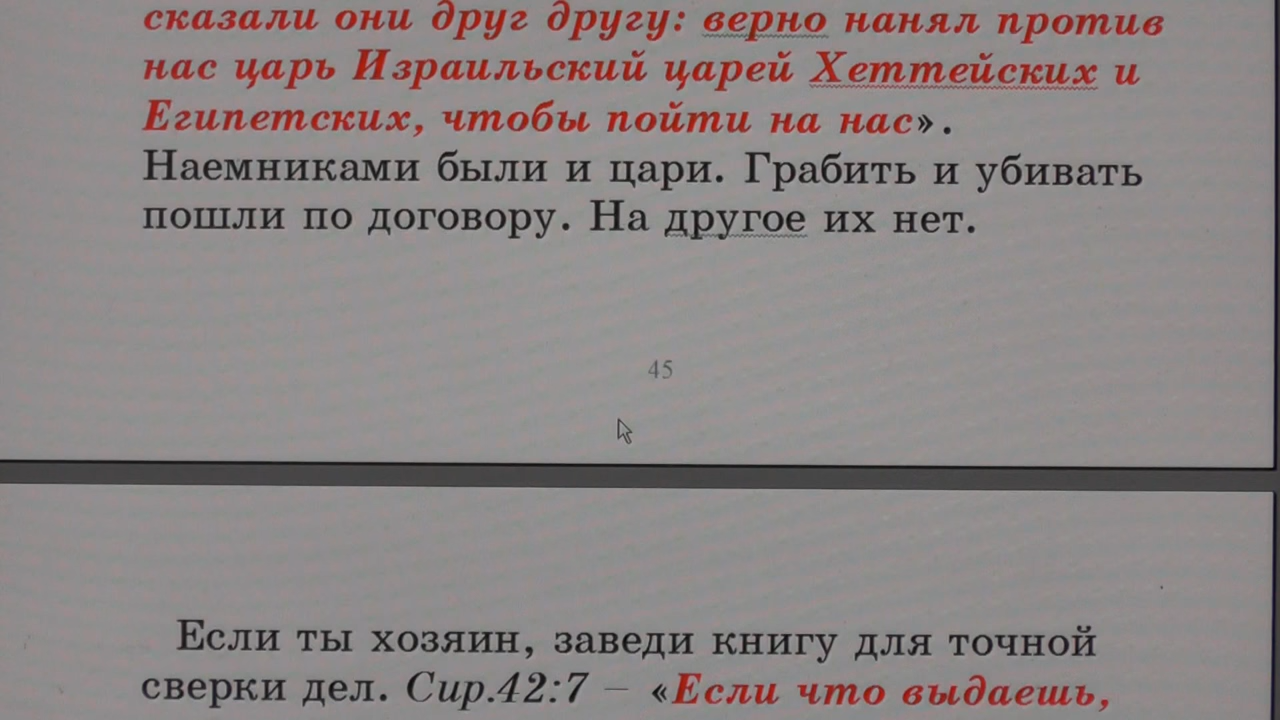 сказали они друг другу: верно нанял против
нас царь Израильский царей Хеттейских и
Египетских, чтобы пойти на нас».
Наемниками были и цари. Грабить и убивать
пошли по договору. На другое их нет.
45
Если ты хозяин, заведи книгу для точной
сверки дел. Сир.42:7 – «Если что выдаешь,